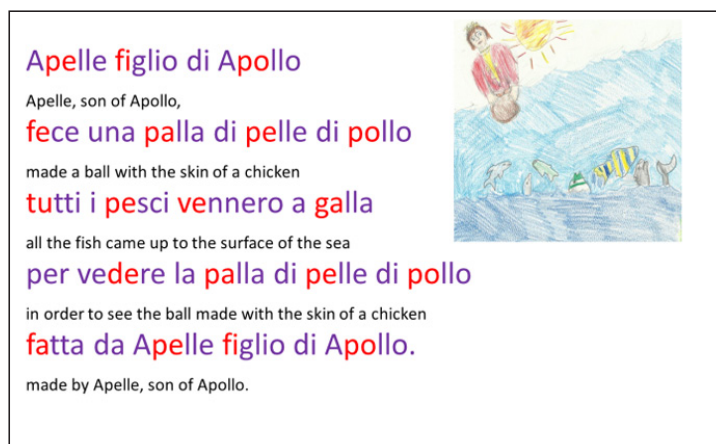 Apelle figlio di Apollo
Apelle, son of Apollo,
fece una palla di pelle di pollo
made a ball with the skin of a chicken
tutti i pesci vennero a galla
all the fish came up to the surface of the sea
per vedere la palla di pelle di pollo
in order to see the ball made with the skin of a chicken
fatta da Apelle figlio di Apollo.
made by Apelle, son of Apollo.